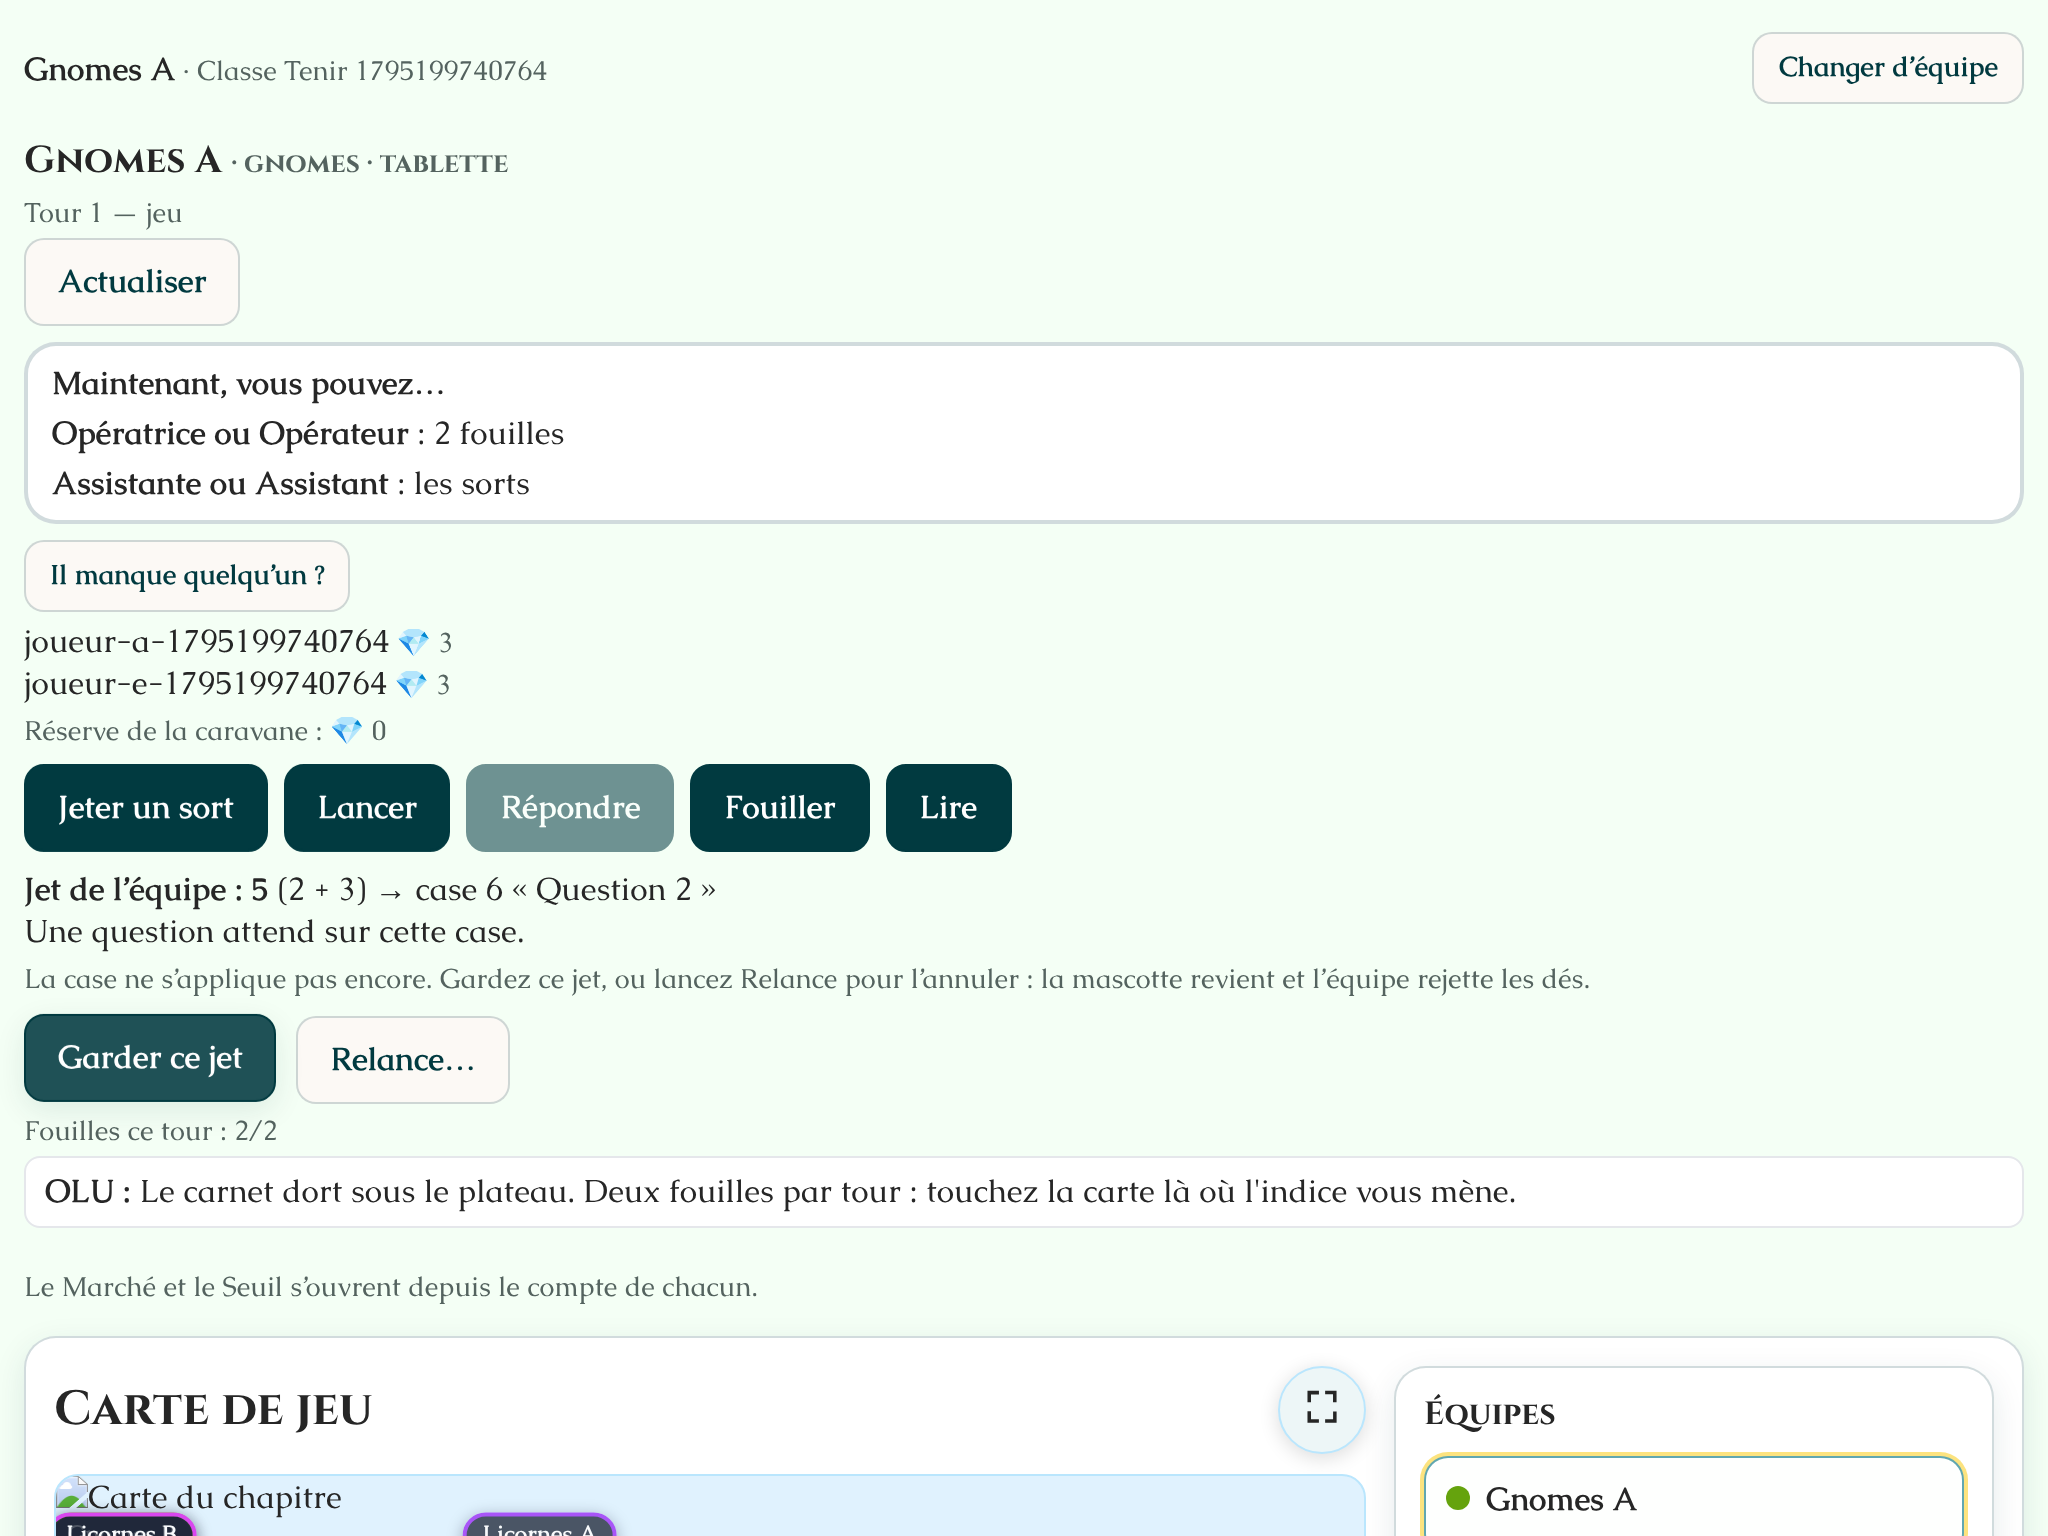 Gnomes A · Classe Tenir 1795199740764
Changer d’équipe
Gnomes A · gnomes · tablette
Tour 1 — jeu
Actualiser
Maintenant, vous pouvez…
Opératrice ou Opérateur : 2 fouilles
Assistante ou Assistant : les sorts
Il manque quelqu’un ?
joueur-a-1795199740764 💎 3
joueur-e-1795199740764 💎 3
Réserve de la caravane : 💎 0
Jeter un sort
Lancer
Répondre
Fouiller
Lire
Jet de l’équipe : 5 (2 + 3) → case 6 « Question 2 »
Une question attend sur cette case.
La case ne s’applique pas encore. Gardez ce jet, ou lancez Relance pour l’annuler : la mascotte revient et l’équipe rejette les dés.
Garder ce jet
Relance…
Fouilles ce tour : 2/2
OLU : Le carnet dort sous le plateau. Deux fouilles par tour : touchez la carte là où l'indice vous mène.
Le Marché et le Seuil s’ouvrent depuis le compte de chacun.
Carte de jeu
Équipes
Gnomes A
Carte du chapitre
Licornes B
Licornes A